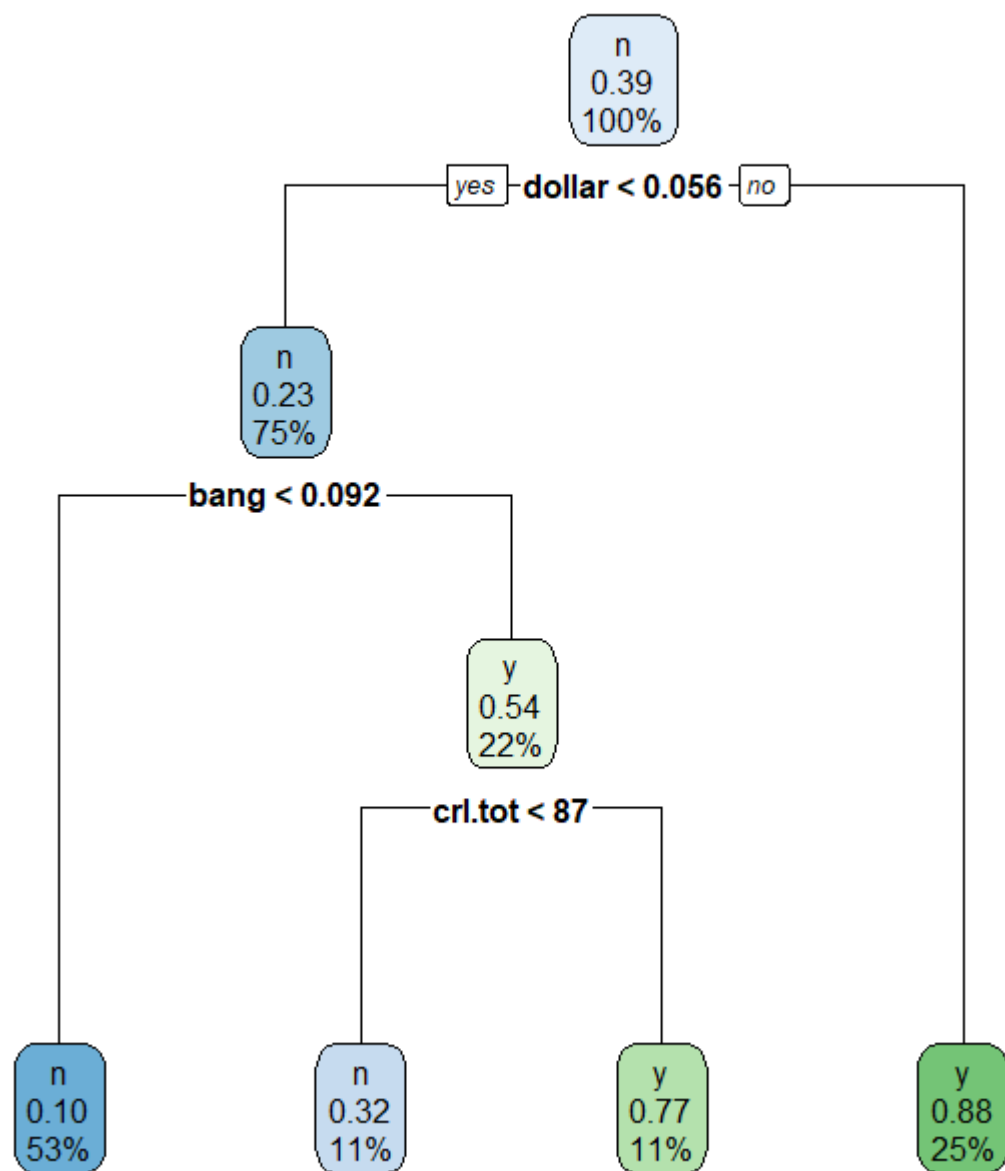 n
0.39
100%
yes dollar < 0.056 no
n
0.23
75%
bang < 0.092
y
0.54
22%
crl.tot < 87
n
0.10
53%
n
0.32
11%
y
0.77
11%
y
0.88
25%